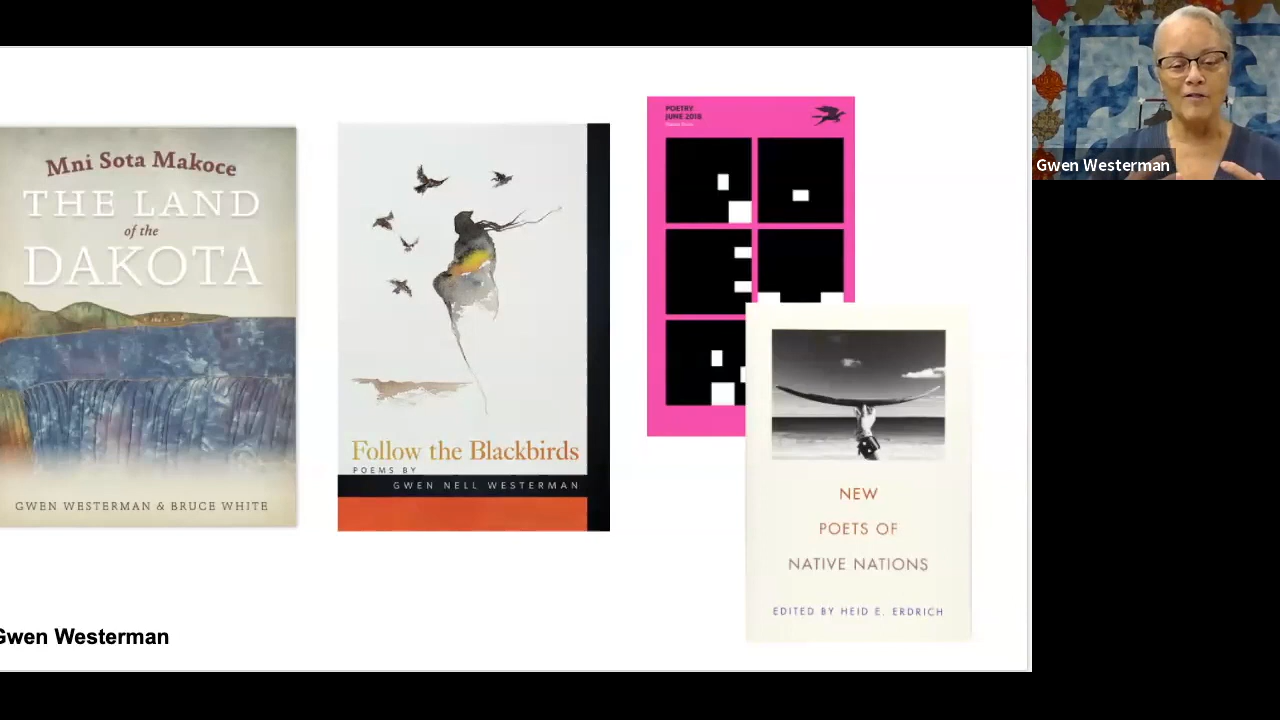 Mni Sota Makoce
THE LAND
of the
DAKOTA
GWEN WESTERMAN & BRUCE WHITE
Follow the Blackbirds
POEMS BY
GWEN NELL WESTERMAN
POETRY
JUNE 2018
NEW
POETS OF
NATIVE NATIONS
EDITED BY HEID E. ERDRICH
Gwen Westerman
Gwen Westerman